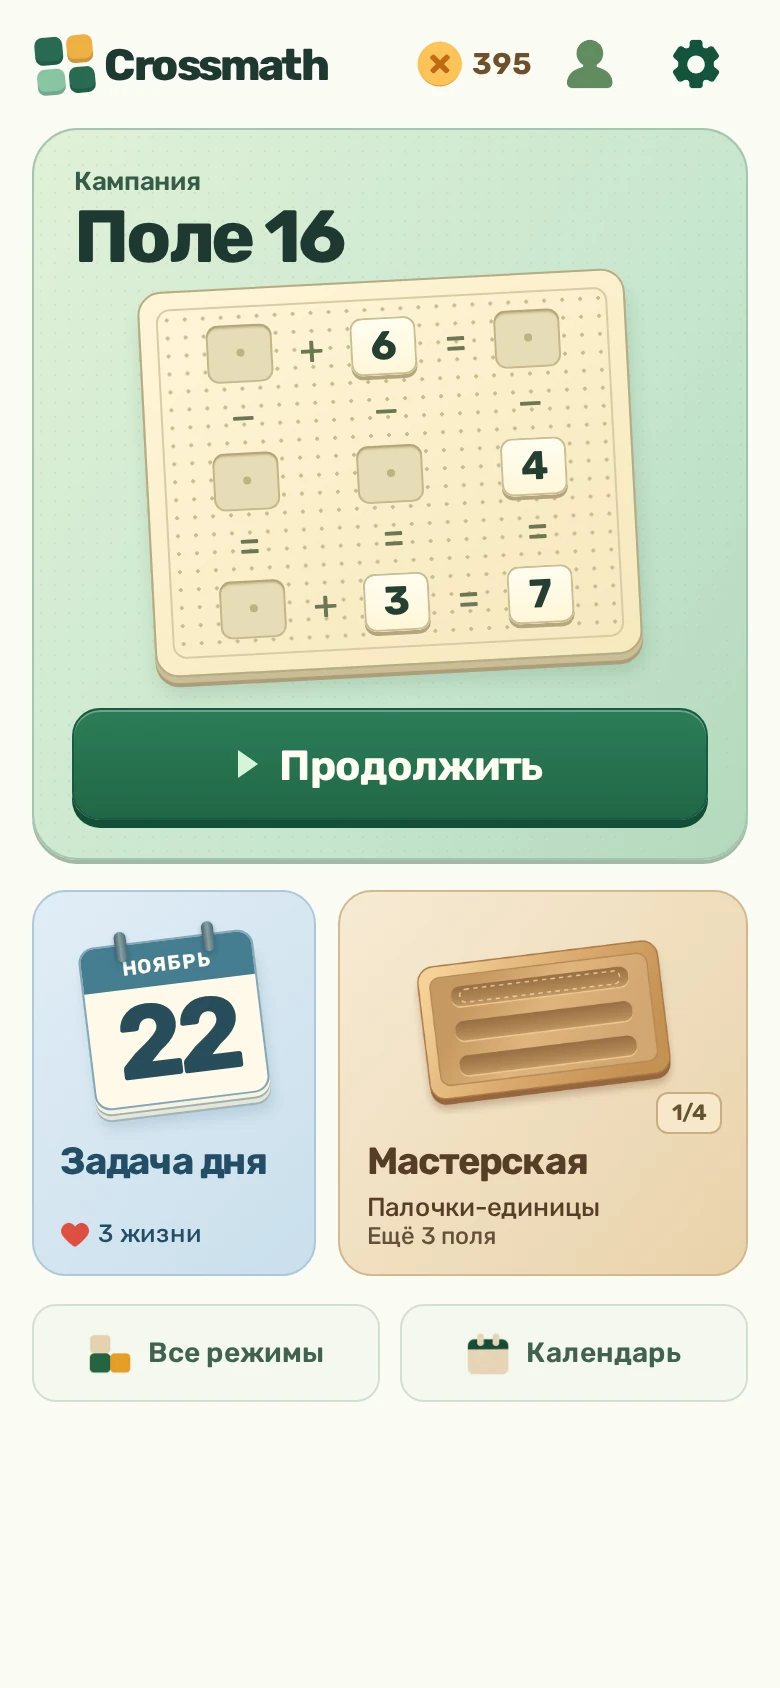 Crossmath
395
Кампания
Поле 16
+ 6 =
− − −
4
= = =
+ 3 = 7
Продолжить
НОЯБРЬ
22
Задача дня
3 жизни
1/4
Мастерская
Палочки-единицы
Ещё 3 поля
Все режимы
Календарь